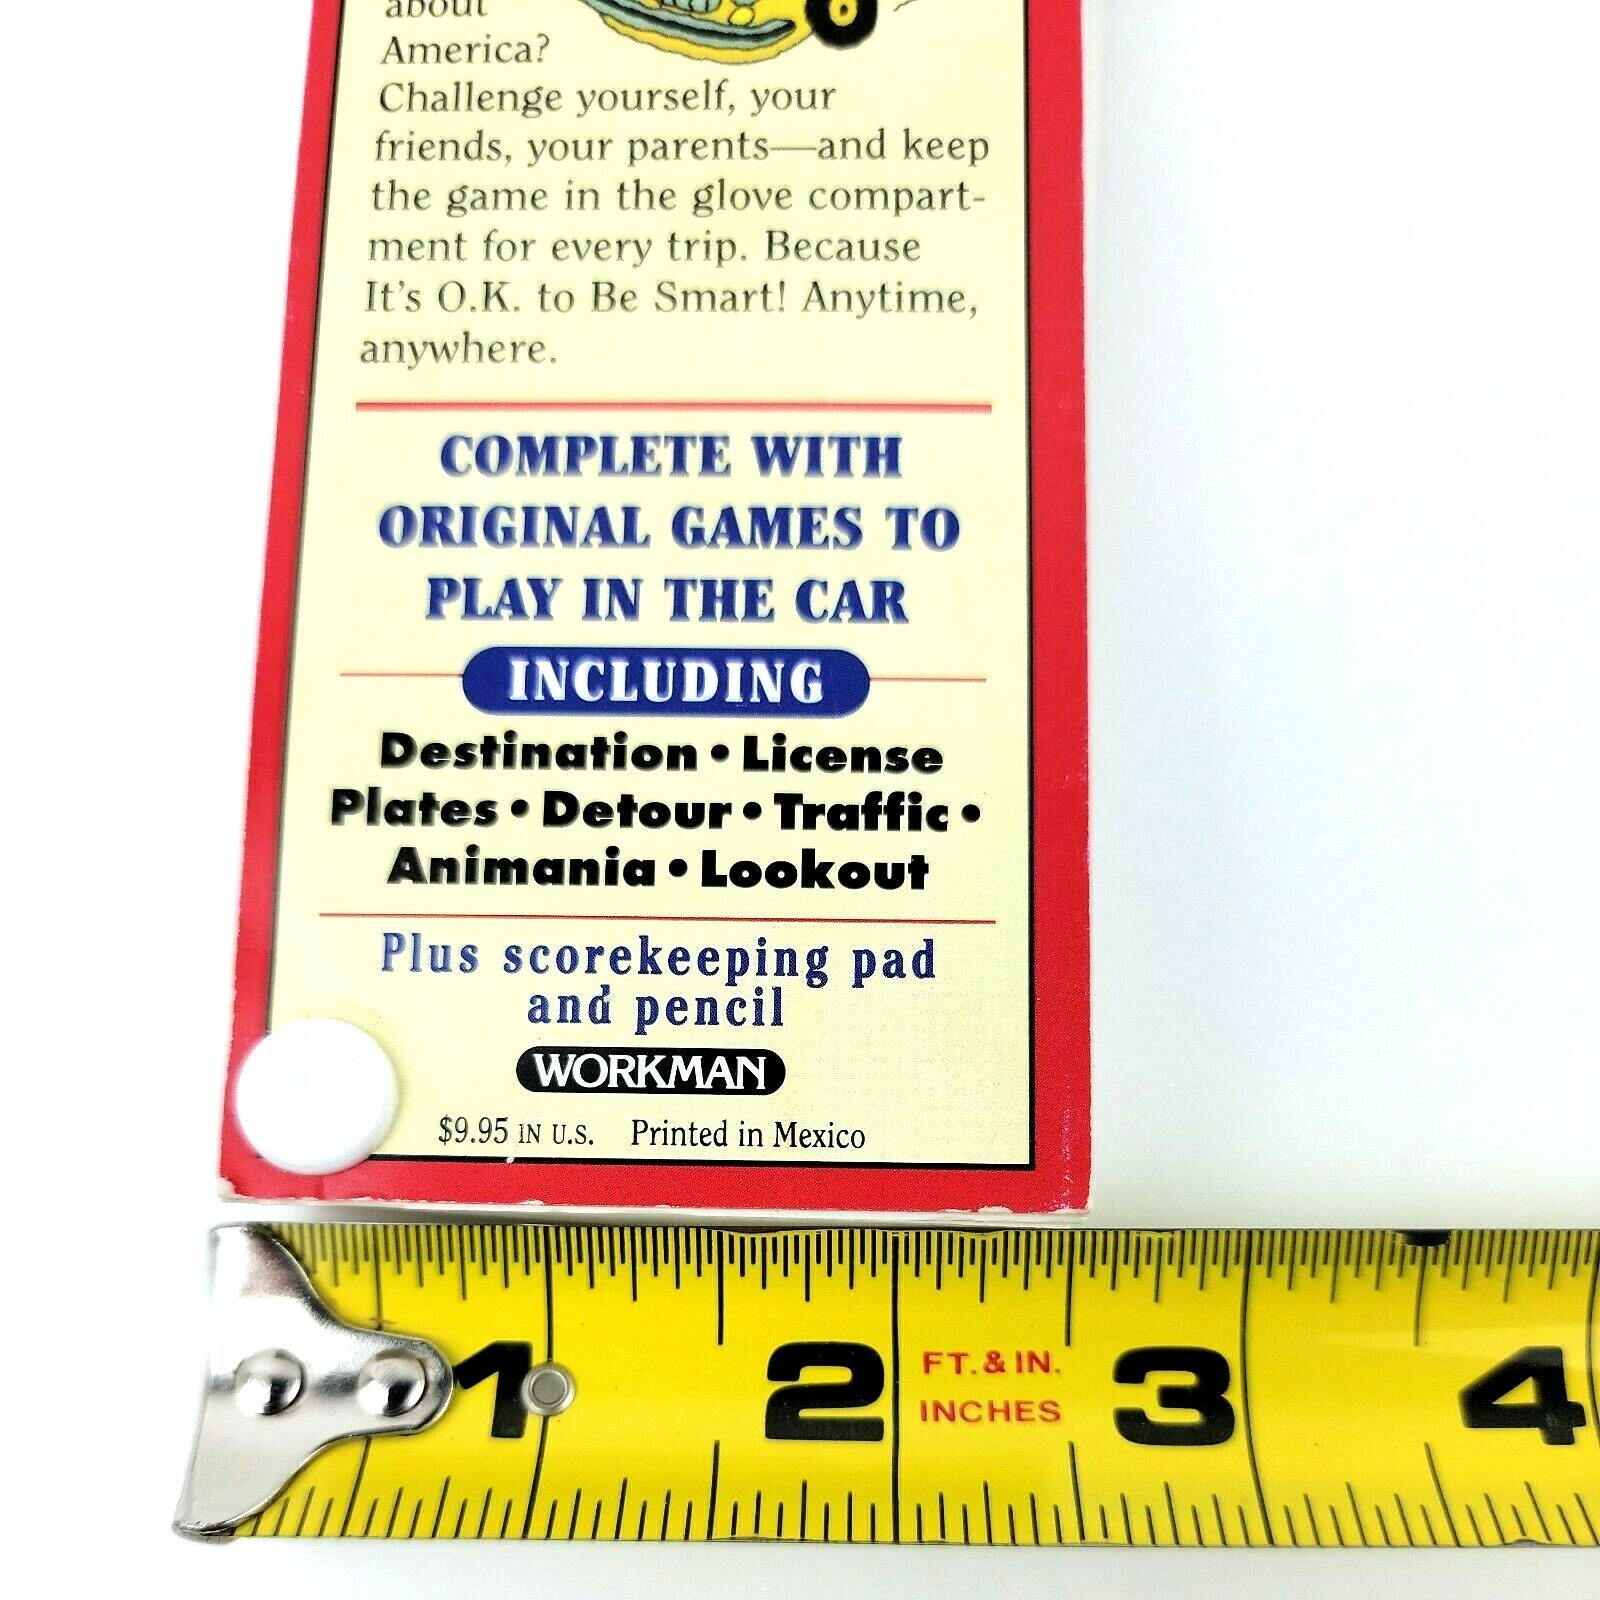 about
America?
Challenge yourself, your
friends, your parents—and keep
the game in the glove compart-
ment for every trip. Because
It's O.K. to Be Smart! Anytime,
anywhere.
COMPLETE WITH
ORIGINAL GAMES TO
PLAY IN THE CAR
INCLUDING
Destination • License
Plates • Detour • Traffic •
Animania • Lookout
Plus scorekeeping pad
and pencil
WORKMAN
$9.95 IN U.S. Printed in Mexico
1 2 3 4
FT. & IN.
INCHES